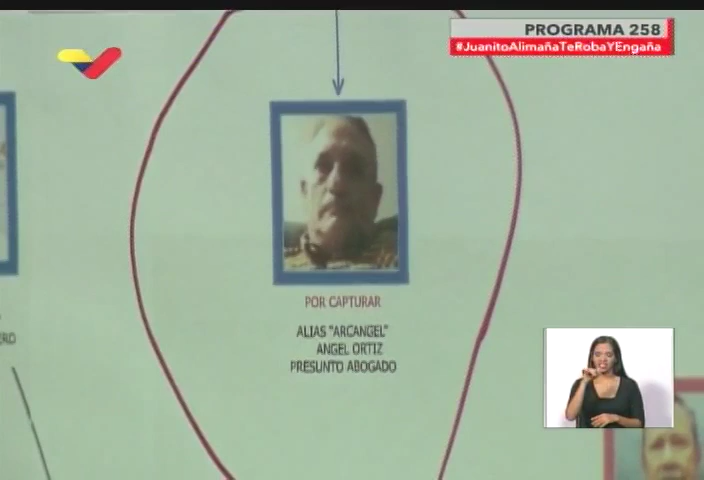 PROGRAMA 258
#JuanitoAlimañaTeRobaYEngaña
POR CAPTURAR
ALIAS "ARCANGEL"
ANGEL ORTIZ
PRESUNTO ABOGADO